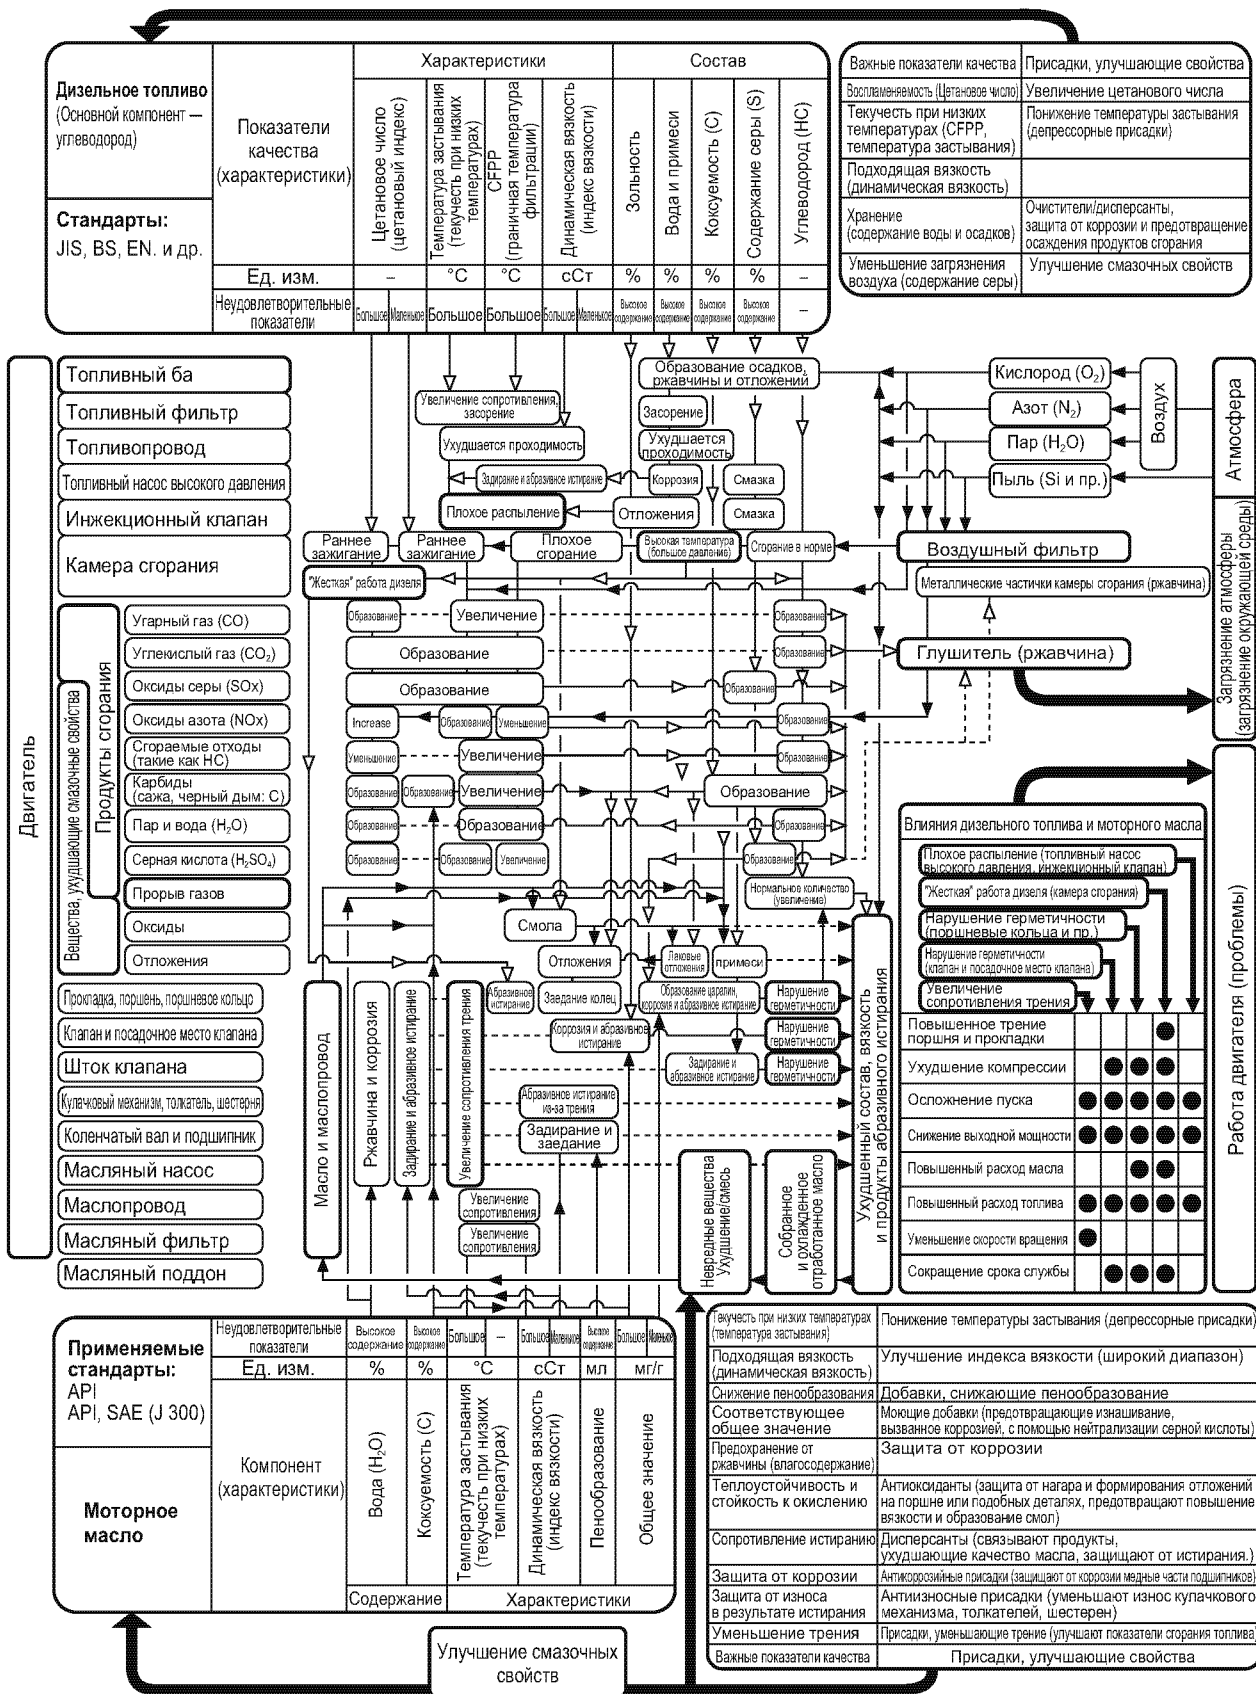 Дизельное топливо
(Основной компонент —
углеводород)
Стандарты:
JIS, BS, EN. и др.
Показатели
качества
(характеристики)
Характеристики
Состав
Цетановое число
(цетановый индекс)
Температура застывания
(текучесть при низких
температурах)
CFPP
(граничная температура
фильтрации)
Динамическая вязкость
(индекс вязкости)
Зольность
Вода и примеси
Коксуемость (C)
Содержание серы (S)
Углеводород (HC)
Ед. изм.
–
°C
°C
сСт
%
%
%
%
–
Неудовлетворительные
показатели
Большое
Маленькое
Большое
Большое
Большое
Маленькое
Высокое
содержание
Высокое
содержание
Высокое
содержание
Высокое
содержание
–
Важные показатели качества
Присадки, улучшающие свойства
Воспламеняемость (Цетановое число)
Увеличение цетанового числа
Текучесть при низких
температурах (CFPP,
температура застывания)
Понижение температуры застывания
(депрессорные присадки)
Подходящая вязкость
(динамическая вязкость)
Хранение
(содержание воды и осадков)
Очистители/дисперсанты,
защита от коррозии и предотвращение
осаждения продуктов сгорания
Уменьшение загрязнения
воздуха (содержание серы)
Улучшение смазочных свойств
Двигатель
Топливный ба
Топливный фильтр
Топливопровод
Топливный насос высокого давления
Инжекционный клапан
Камера сгорания
Вещества, ухудшающие смазочные свойства
Продукты сгорания
Угарный газ (CO)
Углекислый газ (CO₂)
Оксиды серы (SOx)
Оксиды азота (NOx)
Сгораемые отходы
(такие как HC)
Карбиды
(сажа, черный дым: C)
Пар и вода (H₂O)
Серная кислота (H₂SO₄)
Прорыв газов
Оксиды
Отложения
Прокладка, поршень, поршневое кольцо
Клапан и посадочное место клапана
Шток клапана
Кулачковый механизм, толкатель, шестерня
Коленчатый вал и подшипник
Масляный насос
Маслопровод
Масляный фильтр
Масляный поддон
Образование осадков,
ржавчины и отложений
Увеличение сопротивления,
засорение
Засорение
Ухудшается проходимость
Ухудшается
проходимость
Задирание и абразивное истирание
Коррозия
Смазка
Плохое распыление
Отложения
Смазка
Раннее
зажигание
Раннее
зажигание
Плохое
сгорание
Высокая температура
(большое давление)
Сгорание в норме
"Жесткая" работа дизеля
Образование
Увеличение
Образование
Образование
Образование
Образование
Образование
Increase
Образование
Уменьшение
Образование
Уменьшение
Увеличение
Образование
Образование
Образование
Увеличение
Образование
Образование
Образование
Образование
Образование
Образование
Увеличение
Образование
Нормальное количество
(увеличение)
Смола
Отложения
Лаковые
отложения
примеси
Абразивное
истирание
Заедание колец
Образование царапин,
коррозия и абразивное истирание
Нарушение
герметичности
Коррозия и абразивное
истирание
Нарушение
герметичности
Задирание и
абразивное истирание
Нарушение
герметичности
Абразивное истирание
из-за трения
Задирание и
заедание
Увеличение
сопротивления
Увеличение
сопротивления
Масло и маслопровод
Ржавчина и коррозия
Задирание и абразивное истирание
Увеличение сопротивления трения
Невредные вещества
Ухудшение/смесь
Собранное
и охлажденное
отработанное масло
Ухудшенный состав, вязкость
и продукты абразивного истирания
Кислород (O₂)
Азот (N₂)
Пар (H₂O)
Пыль (Si и пр.)
Воздух
Атмосфера
Воздушный фильтр
Металлические частички камеры сгорания (ржавчина)
Глушитель (ржавчина)
Загрязнение атмосферы
(загрязнение окружающей среды)
Работа двигателя (проблемы)
Влияния дизельного топлива и моторного масла
Плохое распыление (топливный насос
высокого давления, инжекционный клапан)
"Жесткая" работа дизеля (камера сгорания)
Нарушение герметичности
(поршневые кольца и пр.)
Нарушение герметичности
(клапан и посадочное место клапана)
Увеличение
сопротивления трения
Повышенное трение
поршня и прокладки
Ухудшение компрессии
Осложнение пуска
Снижение выходной мощности
Повышенный расход масла
Повышенный расход топлива
Уменьшение скорости вращения
Сокращение срока службы
Применяемые
стандарты:
API
API, SAE (J 300)
Моторное
масло
Неудовлетворительные
показатели
Высокое
содержание
Высокое
содержание
Большое
–
Большое
Маленькое
Высокое
содержание
Большое
Маленькое
Ед. изм.
%
%
°C
сСт
мл
мг/г
Компонент
(характеристики)
Вода (H₂O)
Коксуемость (C)
Температура застывания
(текучесть при низких
температурах)
Динамическая вязкость
(индекс вязкости)
Пенообразование
Общее значение
Содержание
Характеристики
Улучшение смазочных
свойств
Текучесть при низких температурах
(температура застывания)
Понижение температуры застывания (депрессорные присадки)
Подходящая вязкость
(динамическая вязкость)
Улучшение индекса вязкости (широкий диапазон)
Снижение пенообразования
Добавки, снижающие пенообразование
Соответствующее
общее значение
Моющие добавки (предотвращающие изнашивание,
вызванное коррозией, с помощью нейтрализации серной кислоты)
Предохранение от
ржавчины (влагосодержание)
Защита от коррозии
Теплоустойчивость и
стойкость к окислению
Антиоксиданты (защита от нагара и формирования отложений
на поршне или подобных деталях, предотвращают повышение
вязкости и образование смол)
Сопротивление истиранию
Дисперсанты (связывают продукты,
ухудшающие качество масла, защищают от истирания.)
Защита от коррозии
Антикоррозийные присадки (защищают от коррозии медные части подшипников)
Защита от износа
в результате истирания
Антиизносные присадки (уменьшают износ кулачкового
механизма, толкателей, шестерен)
Уменьшение трения
Присадки, уменьшающие трение (улучшают показатели сгорания топлива)
Важные показатели качества
Присадки, улучшающие свойства